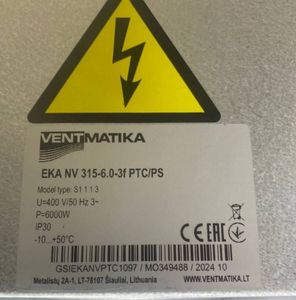 VENTMATIKA
EKA NV 315-6.0-3f PTC/PS
Model type: S1 1 1 3
U=400 V/50 Hz 3~
P=6000W
IP30
-10...+50°C
VENTMATIKA
WWW.VENTMATIKA.LT
GSIEKANVPTC1097 / MO349488 / 2024 10
Metalistų 2A-1, LT-78107 Šiauliai, Lithuania